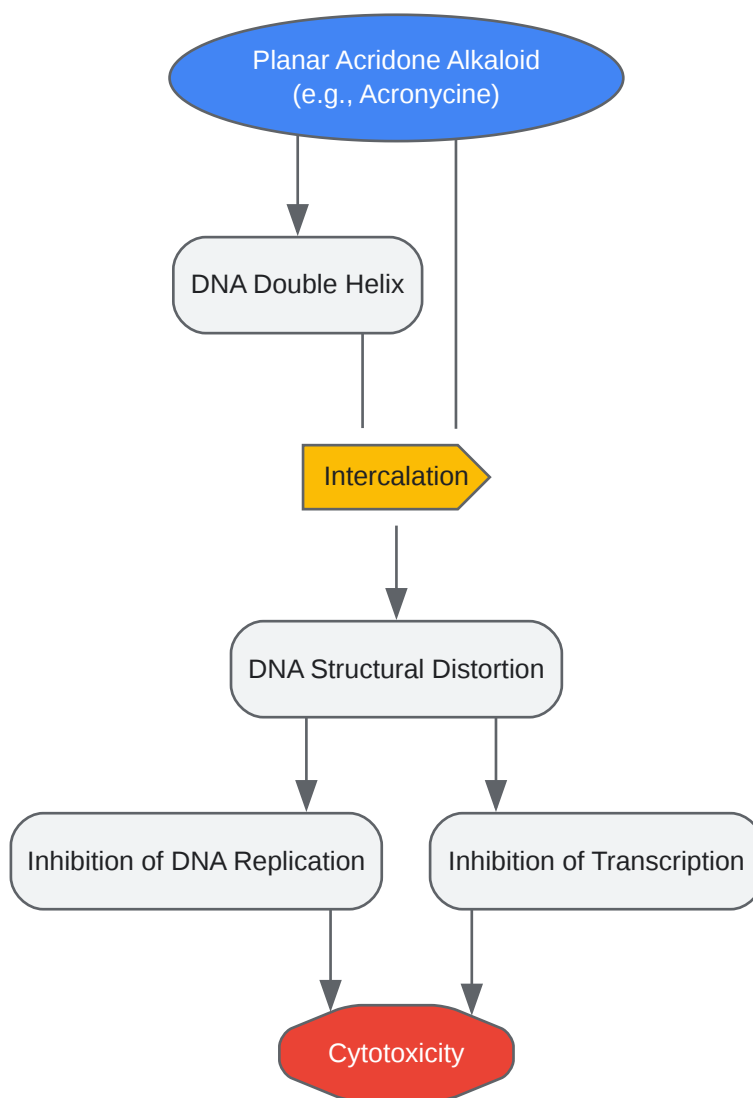 Planar Acridone Alkaloid
(e.g., Acronycine)
DNA Double Helix
Intercalation
DNA Structural Distortion
Inhibition of DNA Replication
Inhibition of Transcription
Cytotoxicity